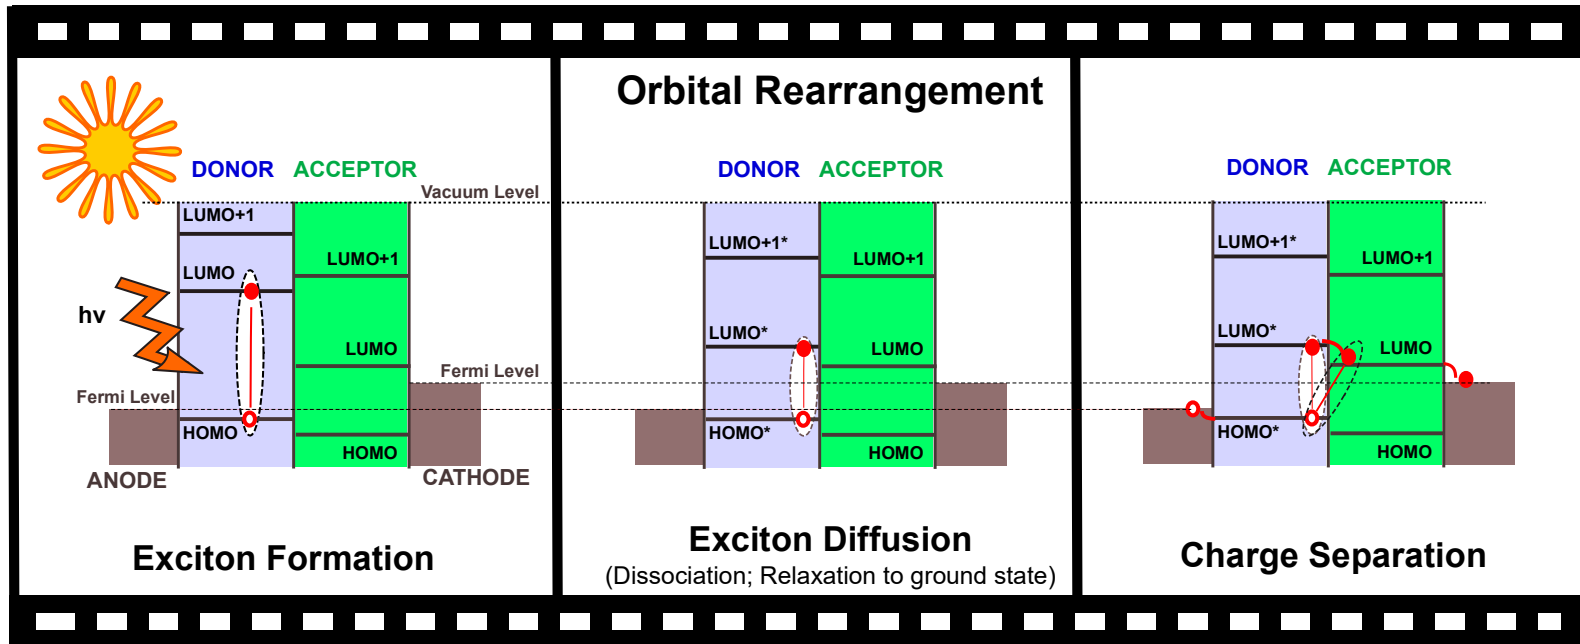 Orbital Rearrangement
DONOR ACCEPTOR
Vacuum Level
LUMO+1
LUMO+1
LUMO
hv
LUMO
Fermi Level
Fermi Level
HOMO
HOMO
ANODE
CATHODE
Exciton Formation
DONOR ACCEPTOR
LUMO+1*
LUMO+1
LUMO*
LUMO
HOMO*
HOMO
Exciton Diffusion
(Dissociation; Relaxation to ground state)
DONOR ACCEPTOR
LUMO+1*
LUMO+1
LUMO*
LUMO
HOMO*
HOMO
Charge Separation